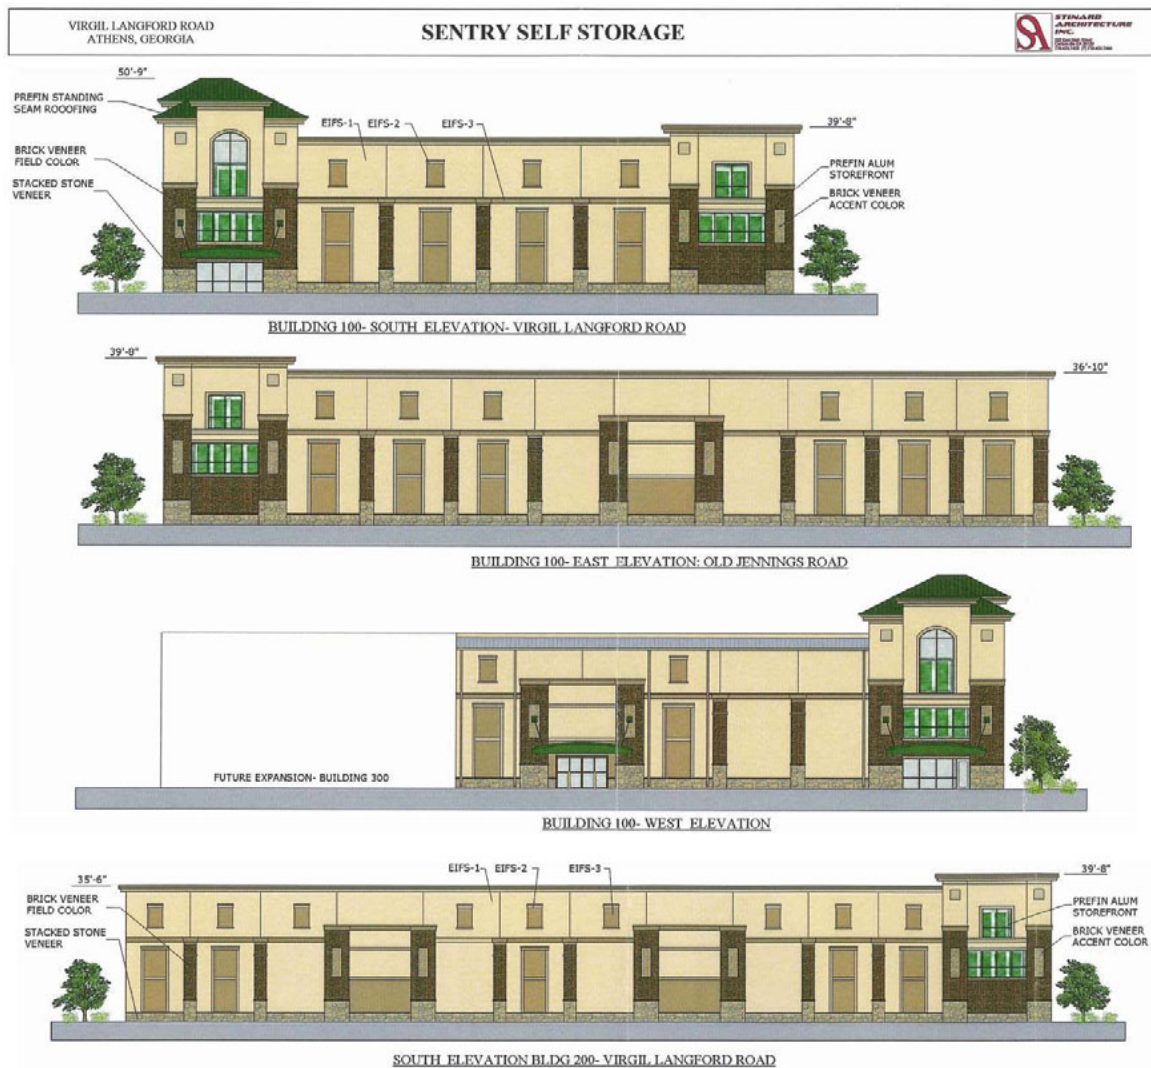 VIRGIL LANGFORD ROAD
ATHENS, GEORGIA
SENTRY SELF STORAGE
SA
STINARD
ARCHITECTURE
INC.
50'-9"
PREFIN STANDING
SEAM ROOOFING
BRICK VENEER
FIELD COLOR
STACKED STONE
VENEER
EIFS-1
EIFS-2
EIFS-3
39'-8"
PREFIN ALUM
STOREFRONT
BRICK VENEER
ACCENT COLOR
BUILDING 100- SOUTH ELEVATION- VIRGIL LANGFORD ROAD
39'-8"
36'-10"
BUILDING 100- EAST ELEVATION: OLD JENNINGS ROAD
FUTURE EXPANSION- BUILDING 300
BUILDING 100- WEST ELEVATION
35'-6"
BRICK VENEER
FIELD COLOR
STACKED STONE
VENEER
EIFS-1
EIFS-2
EIFS-3
39'-8"
PREFIN ALUM
STOREFRONT
BRICK VENEER
ACCENT COLOR
SOUTH ELEVATION BLDG 200- VIRGIL LANGFORD ROAD